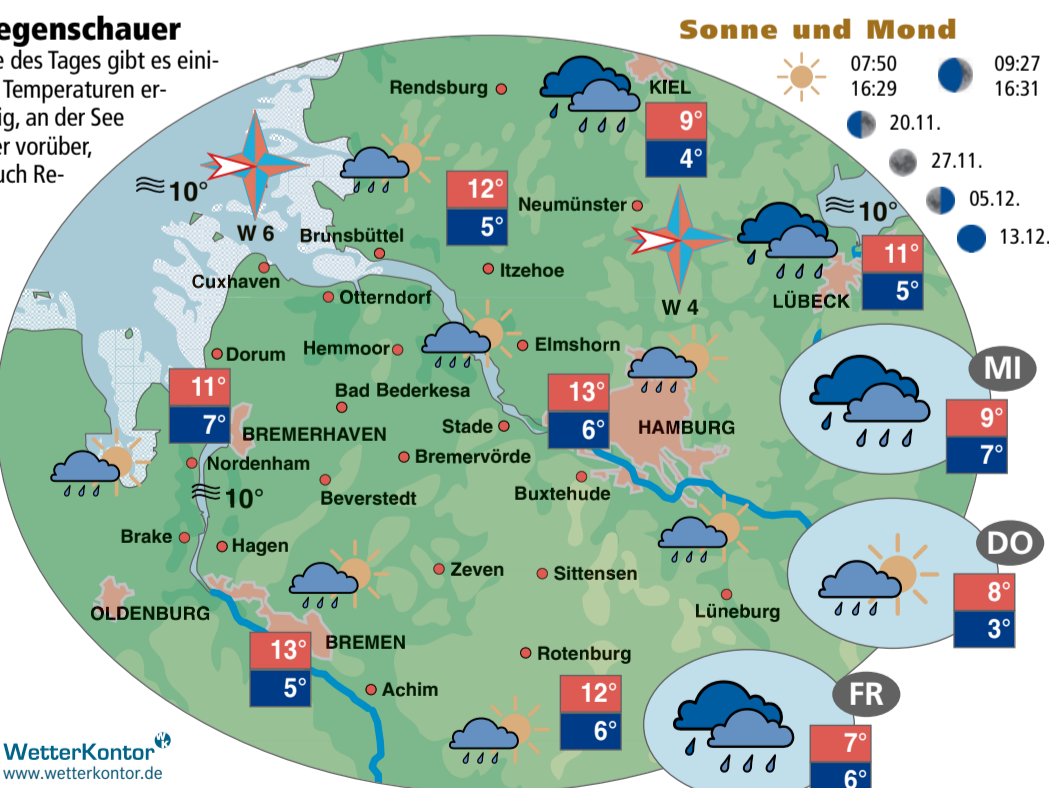 egenschauer
e des Tages gibt es eini-
Temperaturen er-
ig, an der See
er vorüber,
uch Re-
Sonne und Mond
07:50
16:29
09:27
16:31
20.11.
27.11.
05.12.
13.12.
Rendsburg
KIEL
9°
4°
10°
W 6
12°
5°
Neumünster
W 4
10°
11°
5°
LÜBECK
Brunsbüttel
Cuxhaven
Itzehoe
Otterndorf
Dorum
Hemmoor
Elmshorn
11°
7°
Bad Bederkesa
BREMERHAVEN
Stade
13°
6°
HAMBURG
Nordenham
Bremervörde
10°
Beverstedt
Buxtehude
Brake
Hagen
Zeven
Sittensen
Lüneburg
OLDENBURG
BREMEN
13°
5°
Rotenburg
Achim
12°
6°
MI
9°
7°
DO
8°
3°
FR
7°
6°
WetterKontor
WK
www.wetterkontor.de